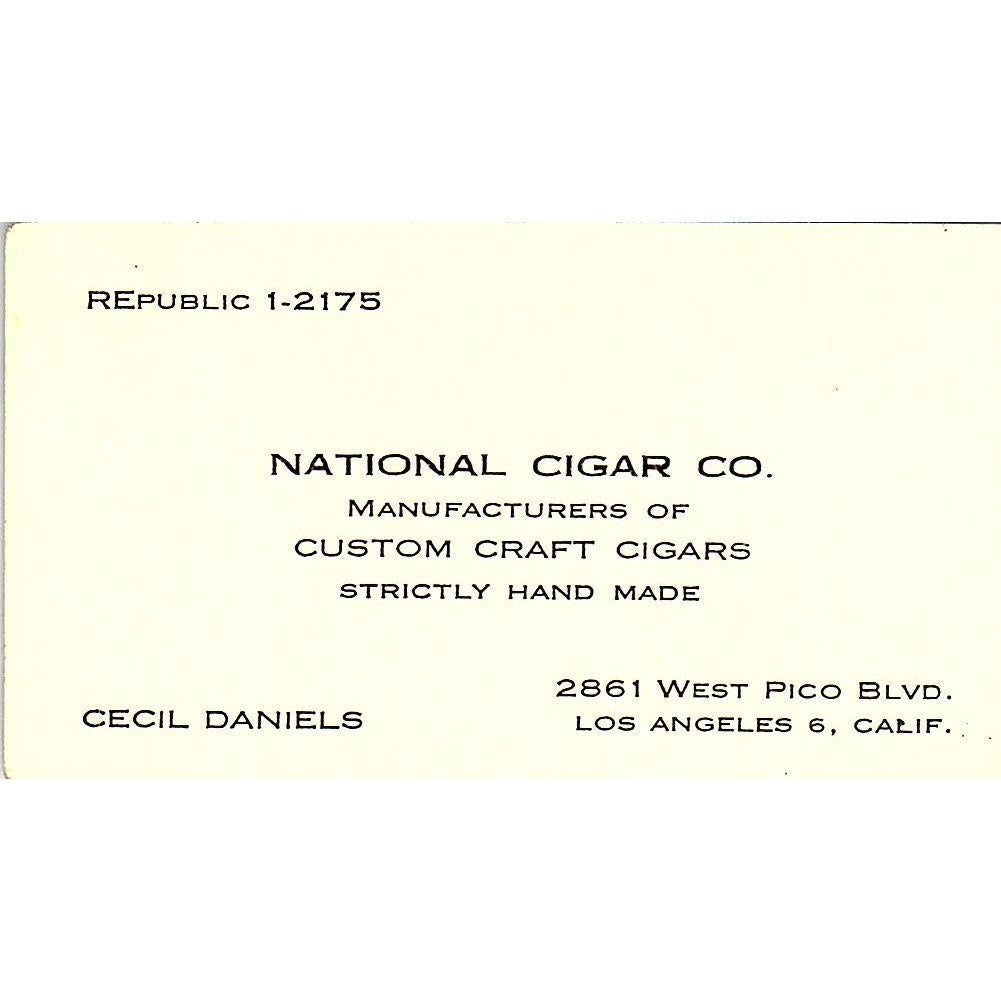 REPUBLIC 1-2175
NATIONAL CIGAR CO.
MANUFACTURERS OF
CUSTOM CRAFT CIGARS
STRICTLY HAND MADE
CECIL DANIELS
2861 WEST PICO BLVD.
LOS ANGELES 6, CALIF.